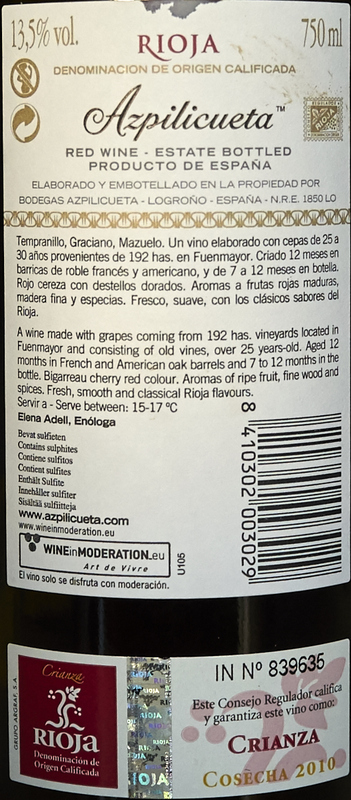 13,5% vol.
RIOJA
750 ml
DENOMINACION DE ORIGEN CALIFICADA
Azpilicueta™
RED WINE - ESTATE BOTTLED
PRODUCTO DE ESPAÑA
ELABORADO Y EMBOTELLADO EN LA PROPIEDAD POR
BODEGAS AZPILICUETA - LOGROÑO - ESPAÑA - N.R.E. 1850 LO
Tempranillo, Graciano, Mazuelo. Un vino elaborado con cepas de 25 a
30 años provenientes de 192 has. en Fuenmayor. Criado 12 meses en
barricas de roble francés y americano, y de 7 a 12 meses en botella.
Rojo cereza con destellos dorados. Aromas a frutas rojas maduras,
madera fina y especias. Fresco, suave, con los clásicos sabores del
Rioja.
A wine made with grapes coming from 192 has. vineyards located in
Fuenmayor and consisting of old vines, over 25 years-old. Aged 12
months in French and American oak barrels and 7 to 12 months in the
bottle. Bigarreau cherry red colour. Aromas of ripe fruit, fine wood and
spices. Fresh, smooth and classical Rioja flavours.
Servir a - Serve between: 15-17 ºC
Elena Adell, Enóloga
Bevat sulfieten
Contains sulphites
Contiene sulfitos
Contient sulfites
Enthält Sulfite
Innehåller sulfiter
Sisältää sulfiitteja
www.azpilicueta.com
www.wineinmoderation.eu
WINEinMODERATION.eu
Art de Vivre
El vino solo se disfruta con moderación.
U105
8 410302 003029
GRUPO ARGRAF, S.A.
Crianza
RIOJA
Denominación de
Origen Calificada
RIOJA
IN Nº 839635
Este Consejo Regulador califica
y garantiza este vino como:
CRIANZA
COSECHA 2010